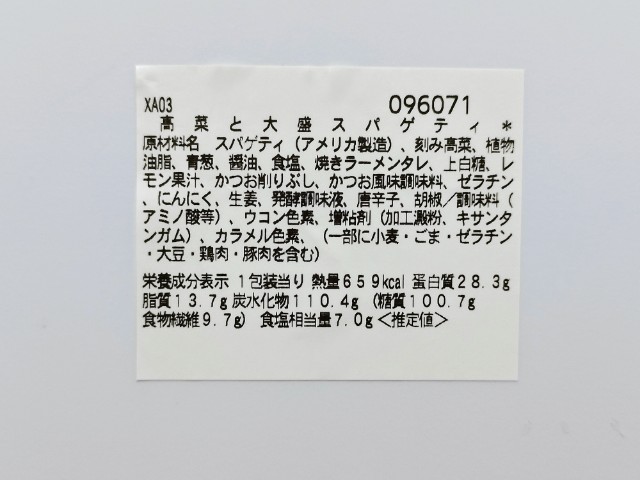 XA03
096071
高菜と大盛スパゲティ*
原材料名 スパゲティ(アメリカ製造)、刻み高菜、植物
油脂、青葱、醤油、食塩、焼きラーメンタレ、上白糖、レ
モン果汁、かつお削りぶし、かつお風味調味料、ゼラチン
、にんにく、生姜、発酵調味液、唐辛子、胡椒/調味料(
アミノ酸等)、ウコン色素、増粘剤(加工澱粉、キサンタ
ンガム)、カラメル色素、(一部に小麦・ごま・ゼラチン
・大豆・鶏肉・豚肉を含む)
栄養成分表示 1包装当り 熱量659kcal 蛋白質28.3g
脂質13.7g炭水化物110.4g (糖質100.7g
食物繊維9.7g) 食塩相当量7.0g<推定値>